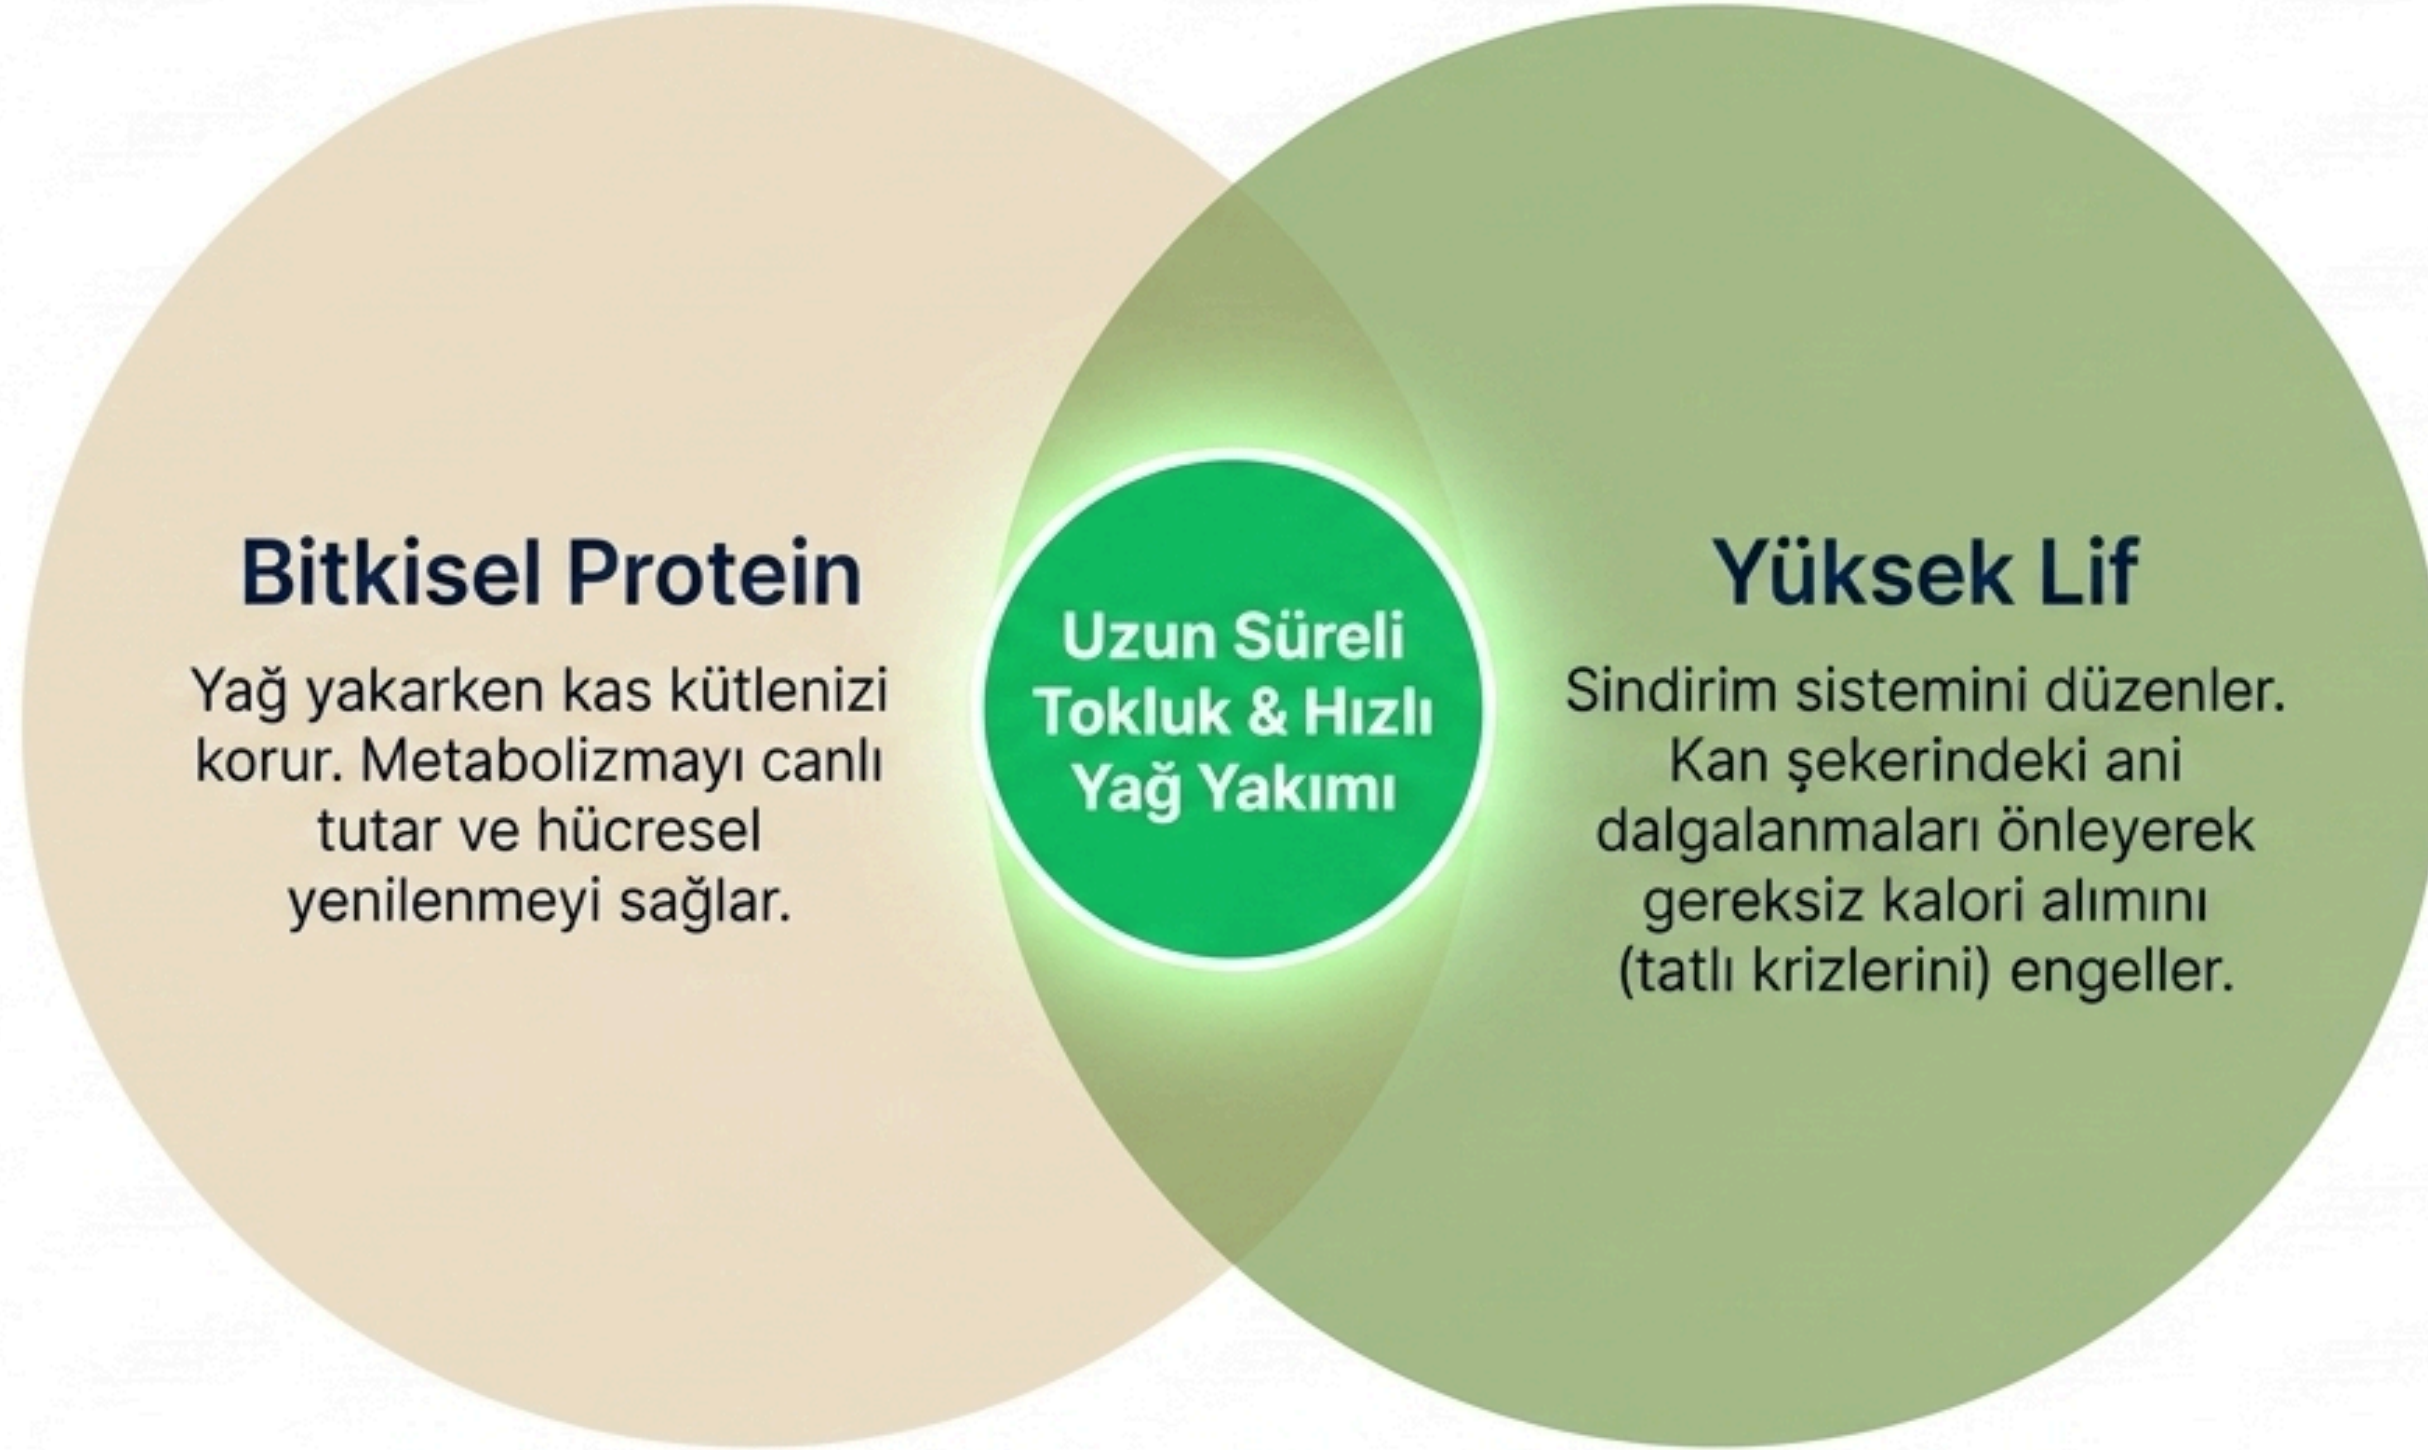 Bitkisel Protein
Yağ yakarken kas kütlenizi
korur. Metabolizmayı canlı
tutar ve hücresel
yenilenmeyi sağlar.
Uzun Süreli
Tokluk & Hızlı
Yağ Yakımı
Yüksek Lif
Sindirim sistemini düzenler.
Kan şekerindeki ani
dalgalanmaları önleyerek
gereksiz kalori alımını
(tatlı krizlerini) engeller.